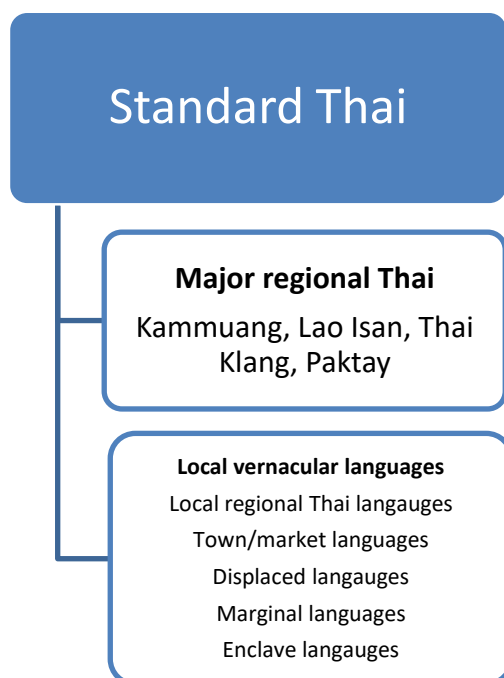 Standard Thai
Major regional Thai
Kammuang, Lao Isan, Thai
Klang, Paktay
Local vernacular languages
Local regional Thai langauges
Town/market languages
Displaced langauges
Marginal languages
Enclave langauges